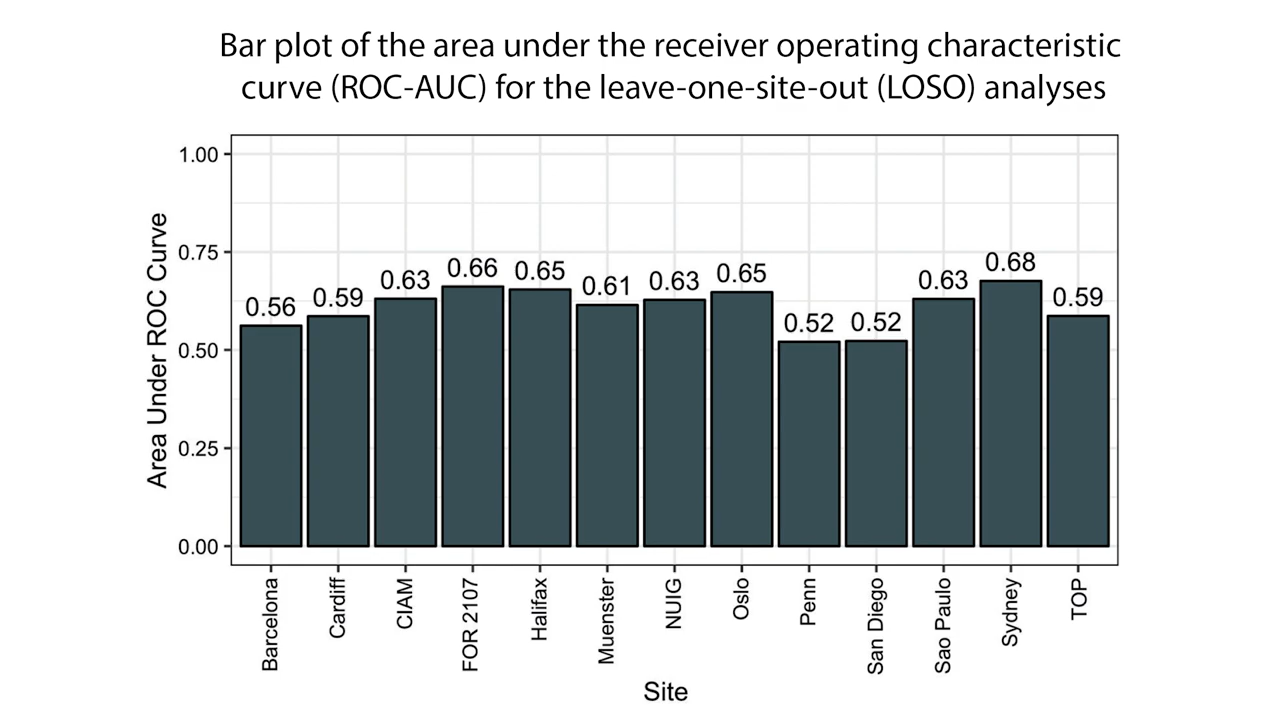 Bar plot of the area under the receiver operating characteristic
curve (ROC-AUC) for the leave-one-site-out (LOSO) analyses
Area Under ROC Curve
1.00
0.75
0.50
0.25
0.00
0.56
0.59
0.63
0.66
0.65
0.61
0.63
0.65
0.52
0.52
0.63
0.68
0.59
Barcelona
Cardiff
CIAM
FOR 2107
Halifax
Muenster
NUIG
Oslo
Penn
San Diego
Sao Paulo
Sydney
TOP
Site